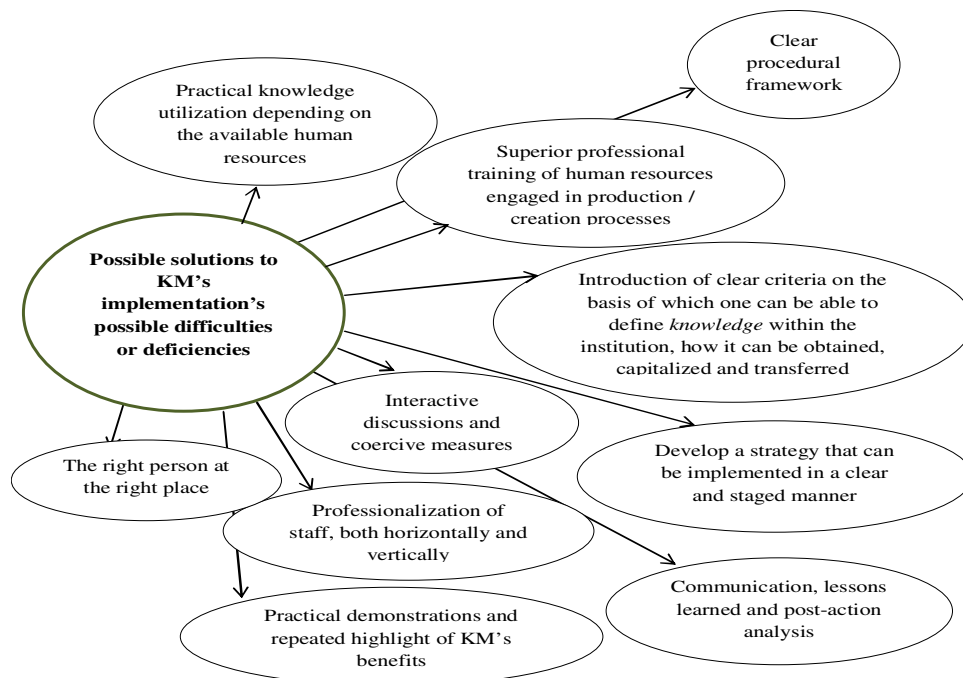 Clear
procedural
framework
Practical knowledge
utilization depending on
the available human
resources
Superior professional
training of human resources
engaged in production /
creation processes
Possible solutions to
KM’s
implementation’s
possible difficulties
or deficiencies
Introduction of clear criteria on the
basis of which one can be able to
define knowledge within the
institution, how it can be obtained,
capitalized and transferred
Interactive
discussions and
coercive measures
Develop a strategy that can
be implemented in a clear
and staged manner
The right person at
the right place
Professionalization of
staff, both horizontally and
vertically
Communication, lessons
learned and post-action
analysis
Practical demonstrations and
repeated highlight of KM’s
benefits